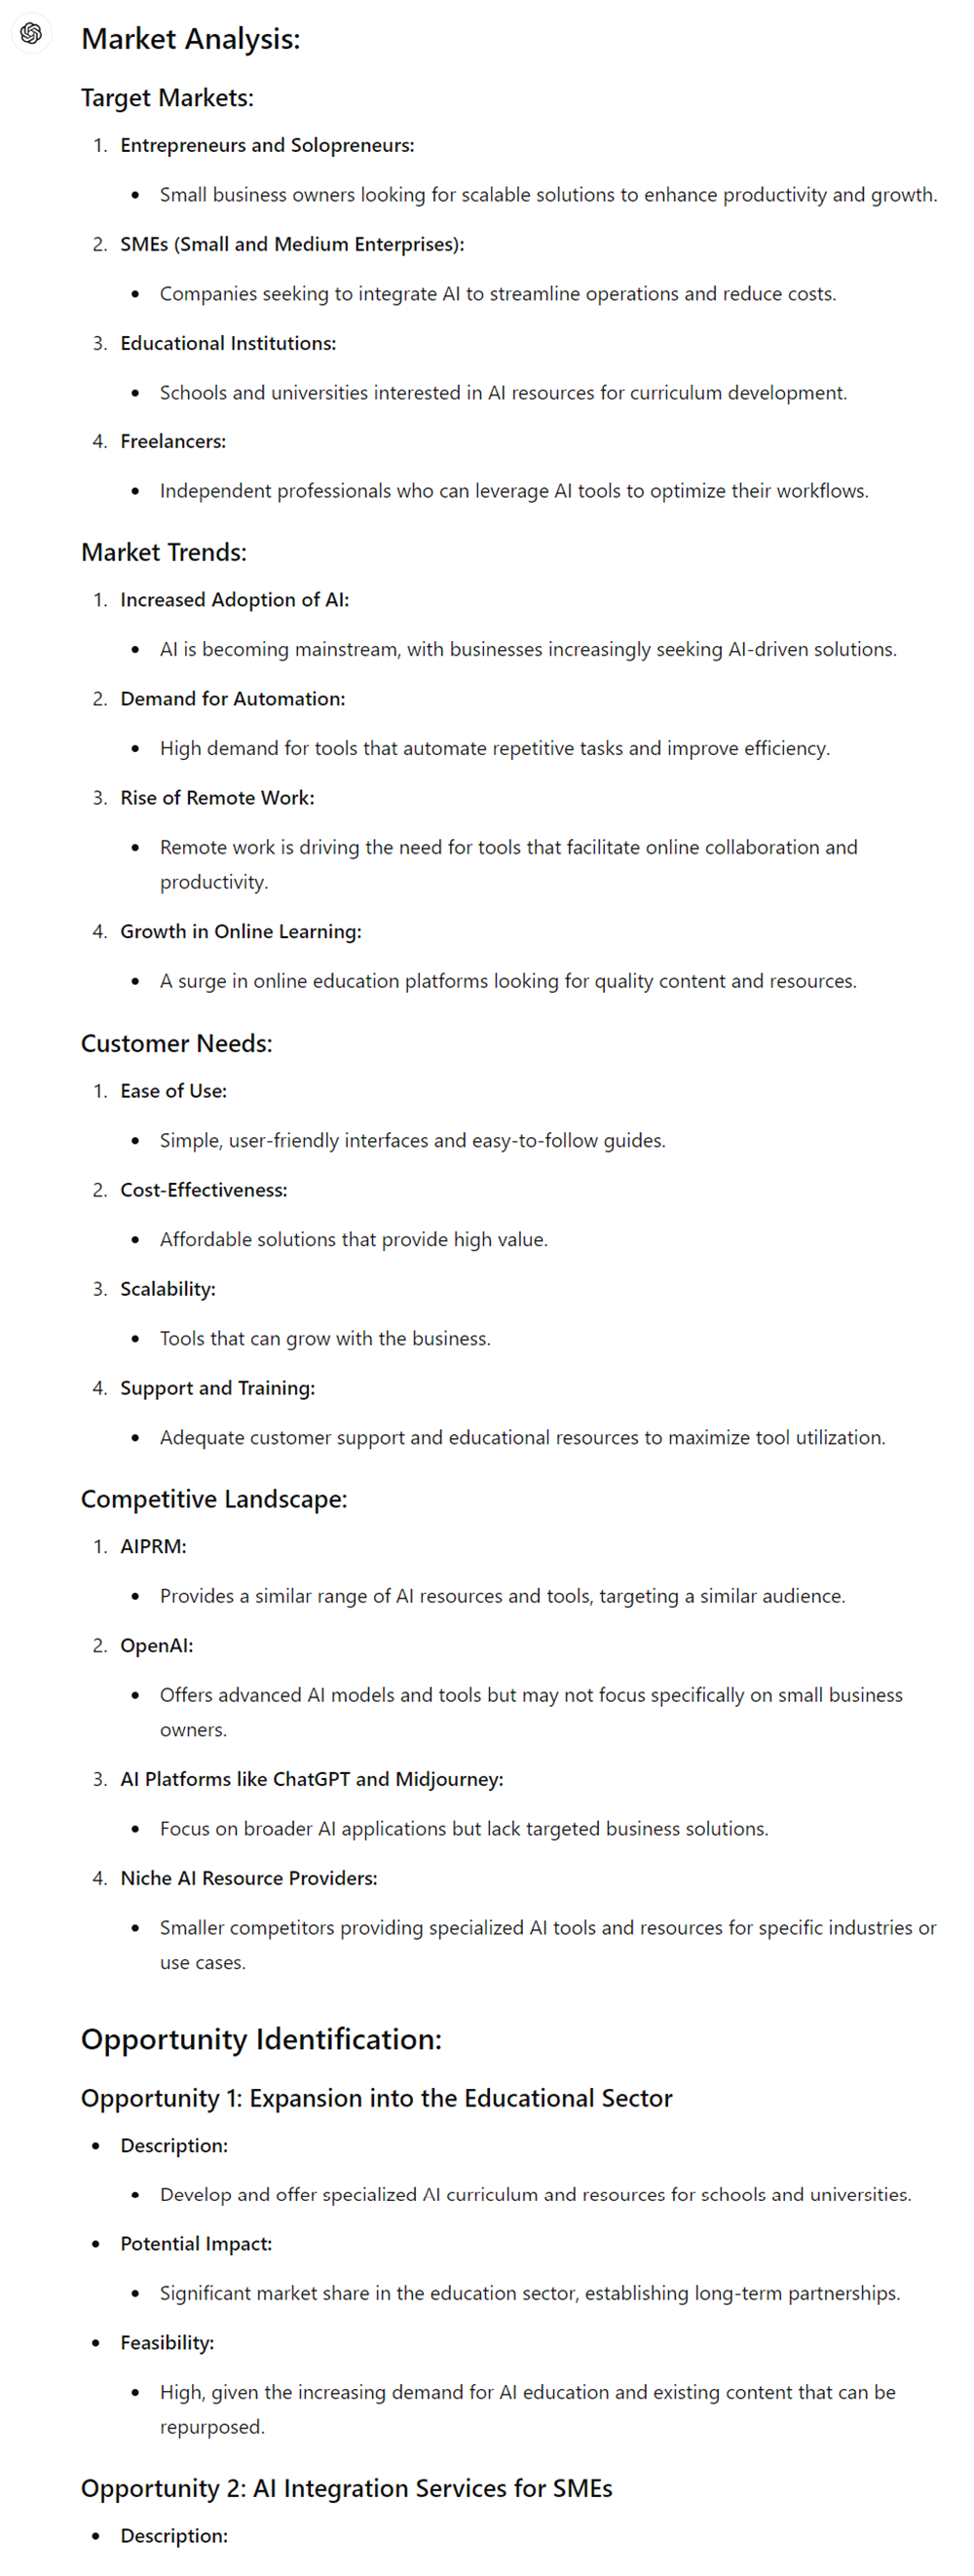 Market Analysis:
Target Markets:
1. Entrepreneurs and Solopreneurs:
• Small business owners looking for scalable solutions to enhance productivity and growth.
2. SMEs (Small and Medium Enterprises):
• Companies seeking to integrate AI to streamline operations and reduce costs.
3. Educational Institutions:
• Schools and universities interested in AI resources for curriculum development.
4. Freelancers:
• Independent professionals who can leverage AI tools to optimize their workflows.
Market Trends:
1. Increased Adoption of AI:
• AI is becoming mainstream, with businesses increasingly seeking AI-driven solutions.
2. Demand for Automation:
• High demand for tools that automate repetitive tasks and improve efficiency.
3. Rise of Remote Work:
• Remote work is driving the need for tools that facilitate online collaboration and
productivity.
4. Growth in Online Learning:
• A surge in online education platforms looking for quality content and resources.
Customer Needs:
1. Ease of Use:
• Simple, user-friendly interfaces and easy-to-follow guides.
2. Cost-Effectiveness:
• Affordable solutions that provide high value.
3. Scalability:
• Tools that can grow with the business.
4. Support and Training:
• Adequate customer support and educational resources to maximize tool utilization.
Competitive Landscape:
1. AIPRM:
• Provides a similar range of AI resources and tools, targeting a similar audience.
2. OpenAI:
• Offers advanced AI models and tools but may not focus specifically on small business
owners.
3. AI Platforms like ChatGPT and Midjourney:
• Focus on broader AI applications but lack targeted business solutions.
4. Niche AI Resource Providers:
• Smaller competitors providing specialized AI tools and resources for specific industries or
use cases.
Opportunity Identification:
Opportunity 1: Expansion into the Educational Sector
• Description:
• Develop and offer specialized AI curriculum and resources for schools and universities.
• Potential Impact:
• Significant market share in the education sector, establishing long-term partnerships.
• Feasibility:
• High, given the increasing demand for AI education and existing content that can be
repurposed.
Opportunity 2: AI Integration Services for SMEs
• Description: